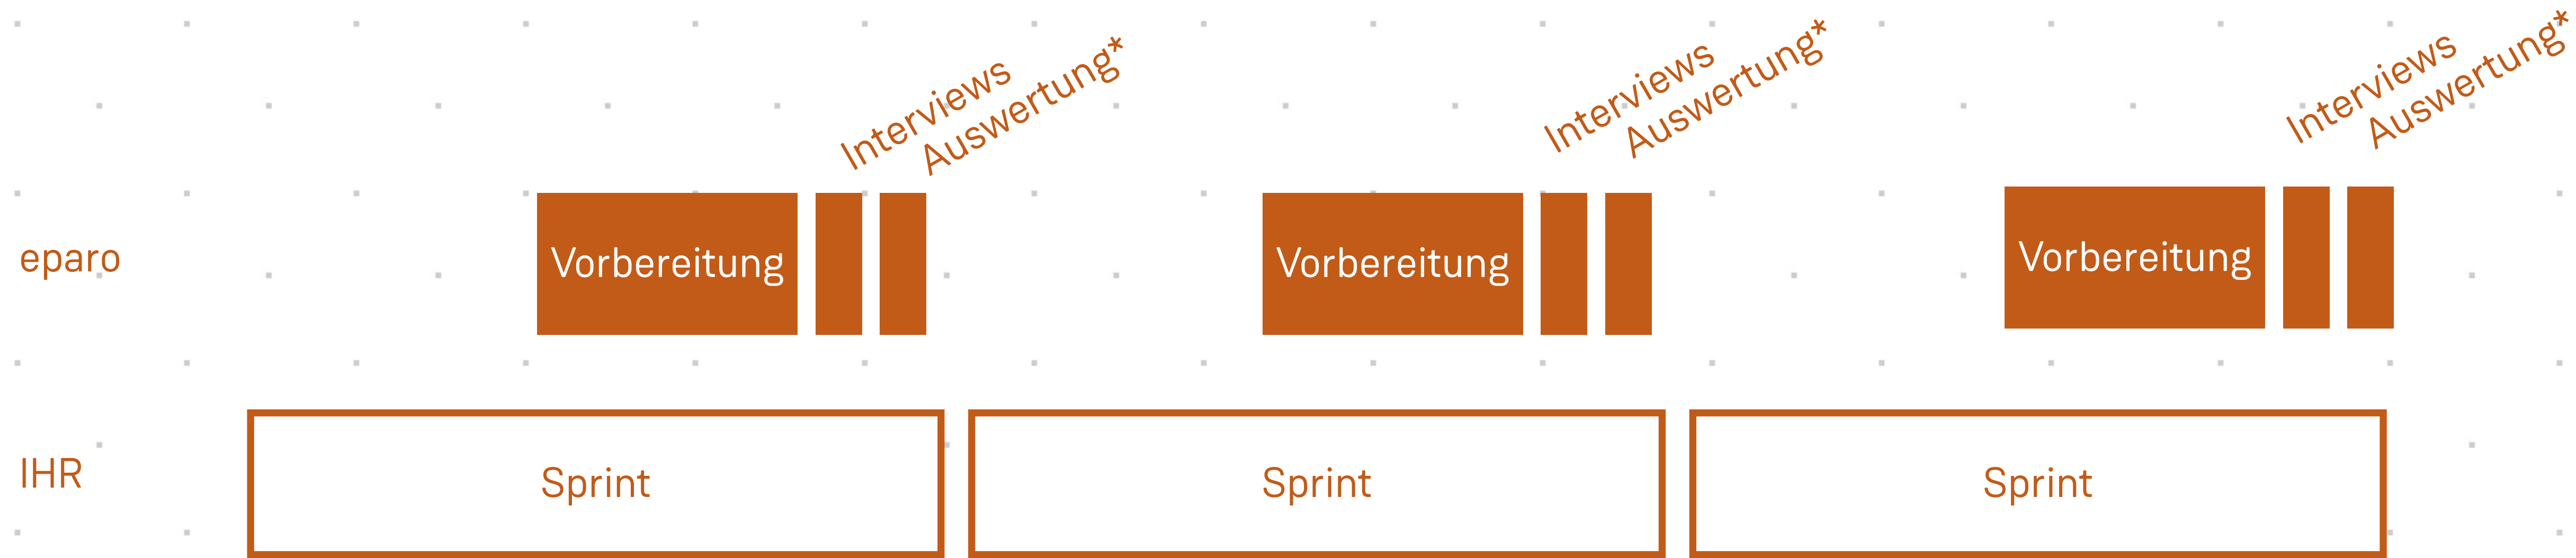 Interviews
Auswertung*
Interviews
Auswertung*
Interviews
Auswertung*
eparo
Vorbereitung
Vorbereitung
Vorbereitung
IHR
Sprint
Sprint
Sprint